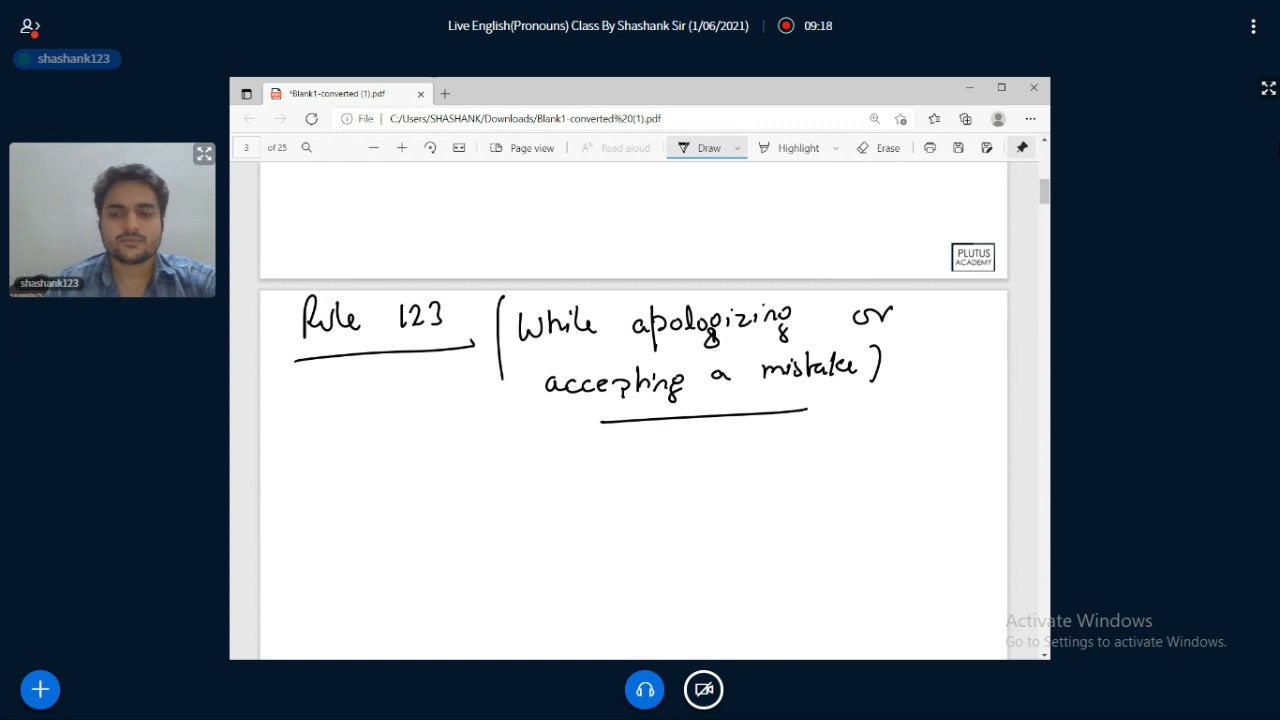 Live English(Pronouns) Class By Shashank Sir (1/06/2021)
09:18
shashank123
*Blank1-converted (1).pdf
File
C:/Users/SHASHANK/Downloads/Blank1-converted%20(1).pdf
3 of 25
Page view
Read aloud
Draw
Highlight
Erase
shashank123
PLUTUS
ACADEMY
Rule 123 (While apologizing or
accepting a mistake)
Activate Windows
Go to Settings to activate Windows.